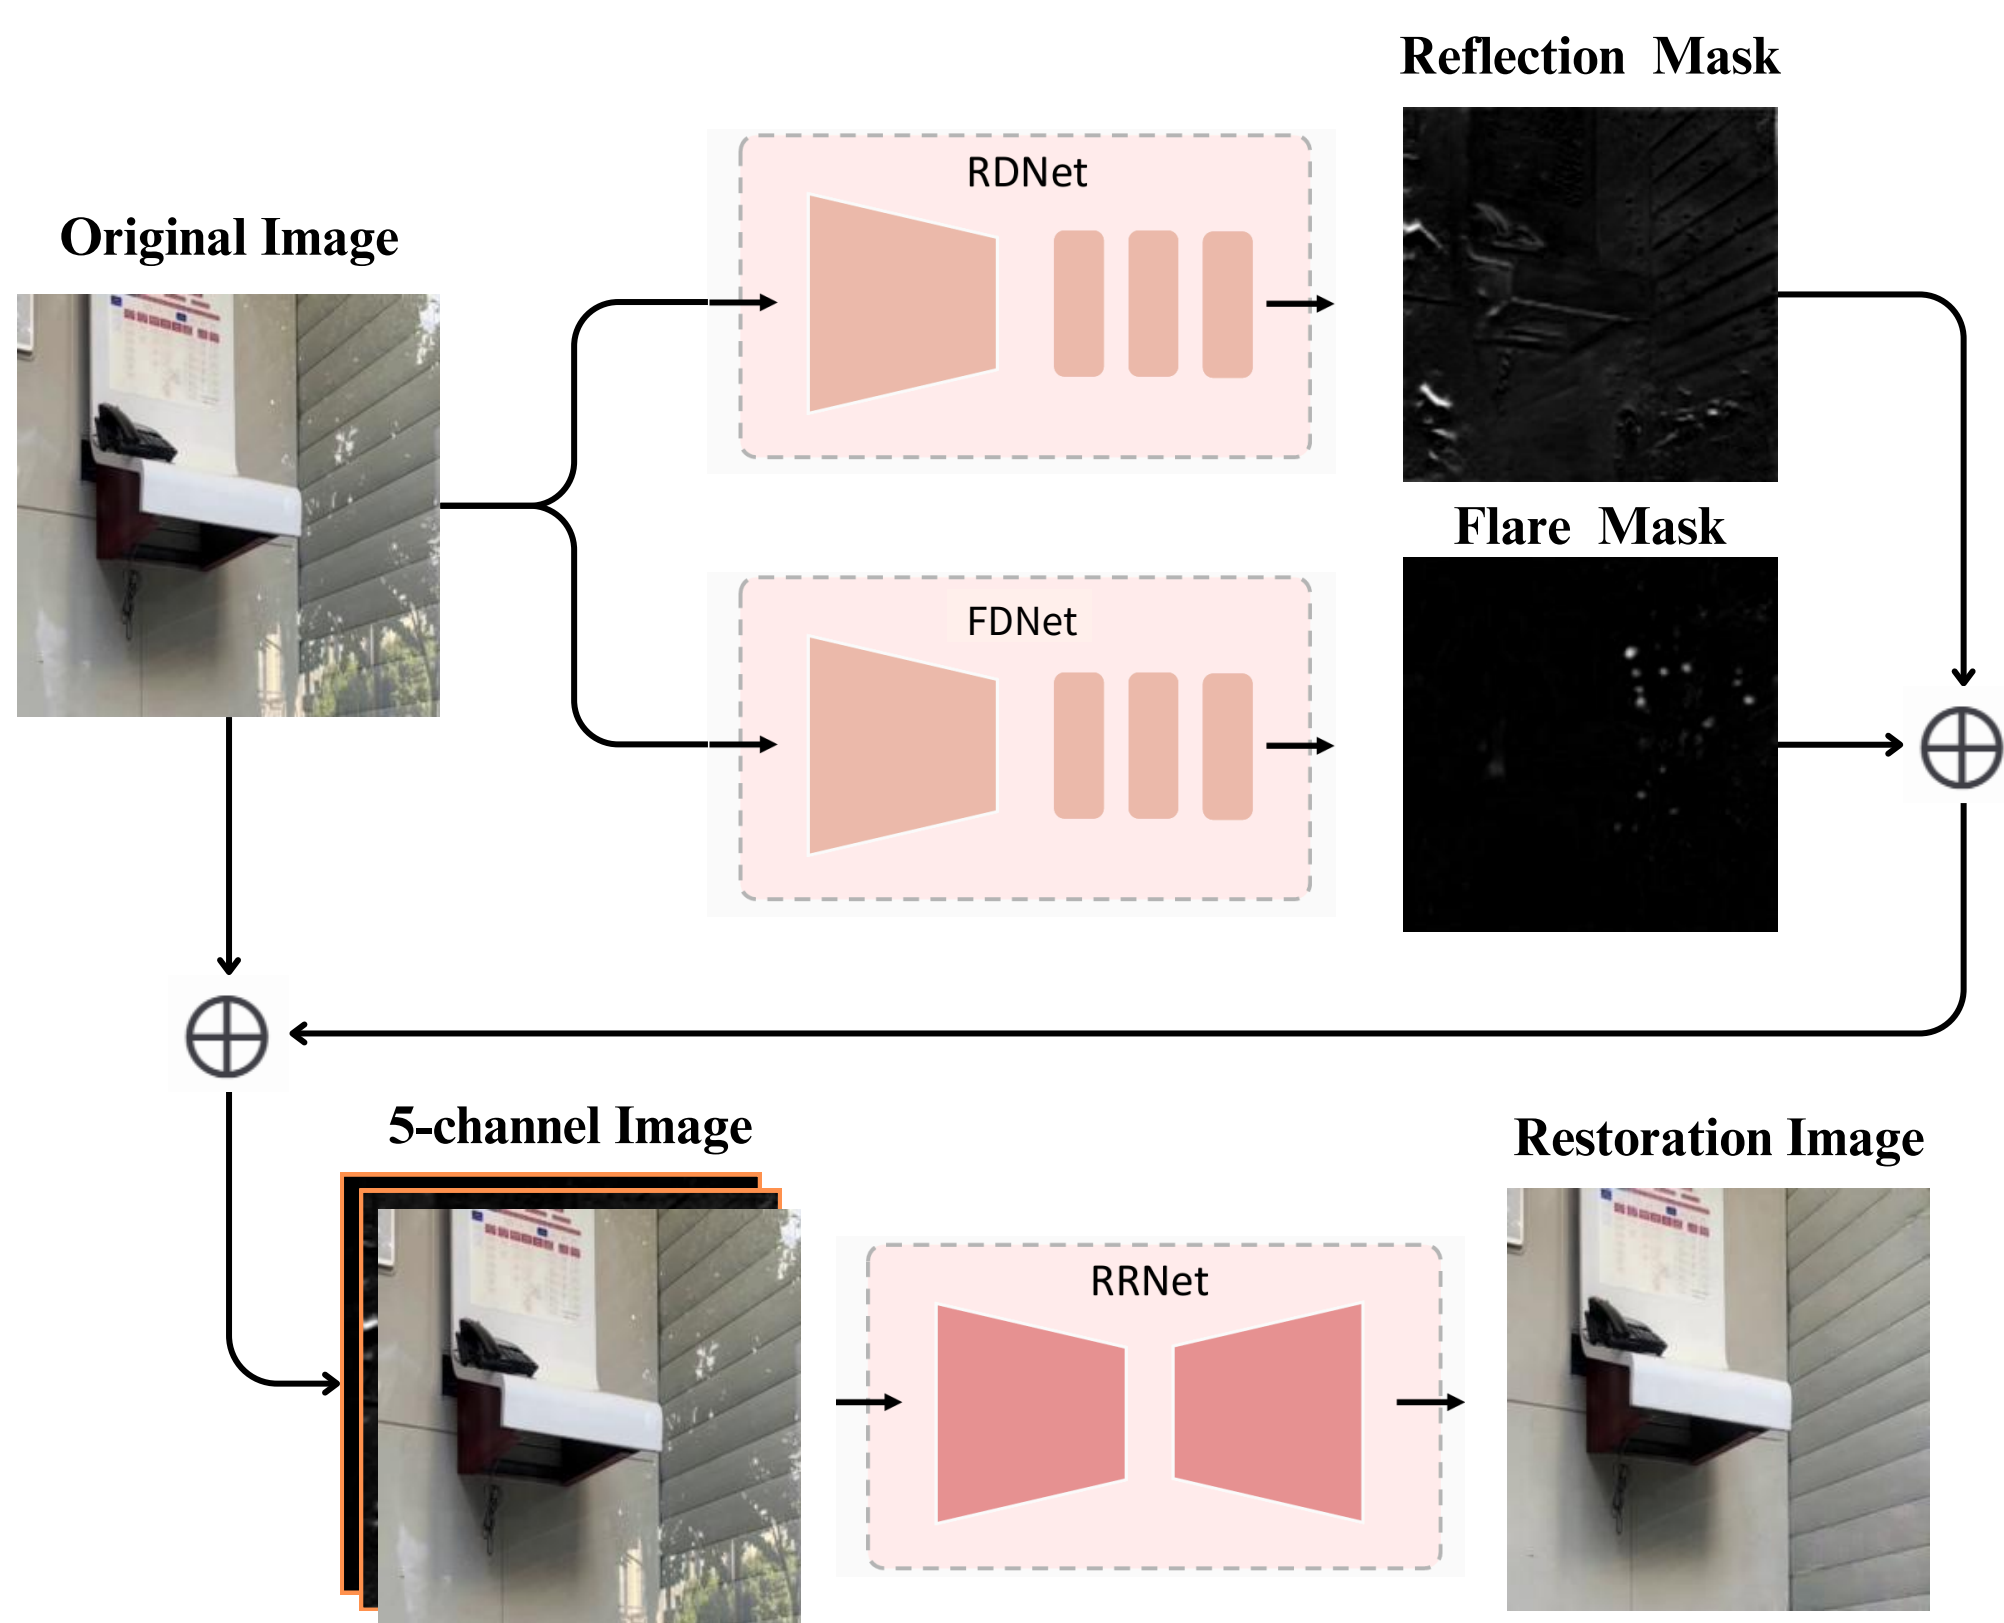 Reflection Mask
RDNet
Original Image
Flare Mask
FDNet
5-channel Image
Restoration Image
RRNet